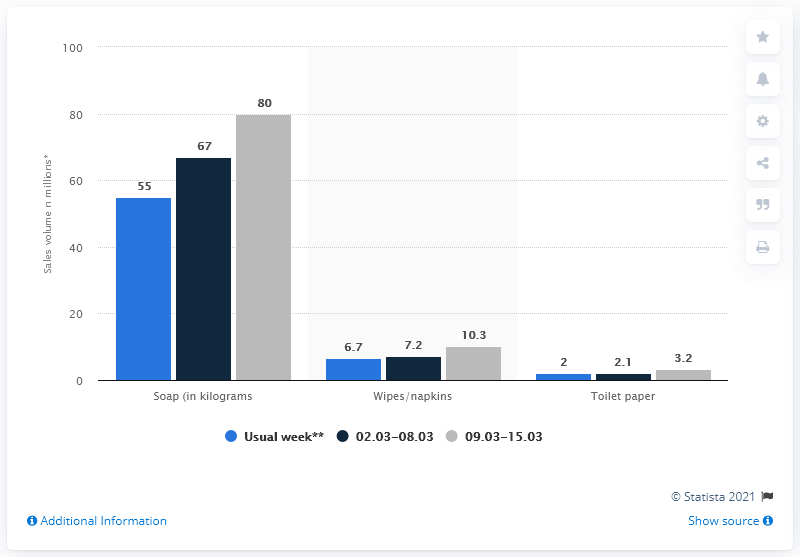 100
80
60
40
20
0
Sales volume n millions*
55
67
80
6.7
7.2
10.3
2
2.1
3.2
Soap (in kilograms
Wipes/napkins
Toilet paper
Usual week** 02.03-08.03 09.03-15.03
© Statista 2021
Additional Information
Show source